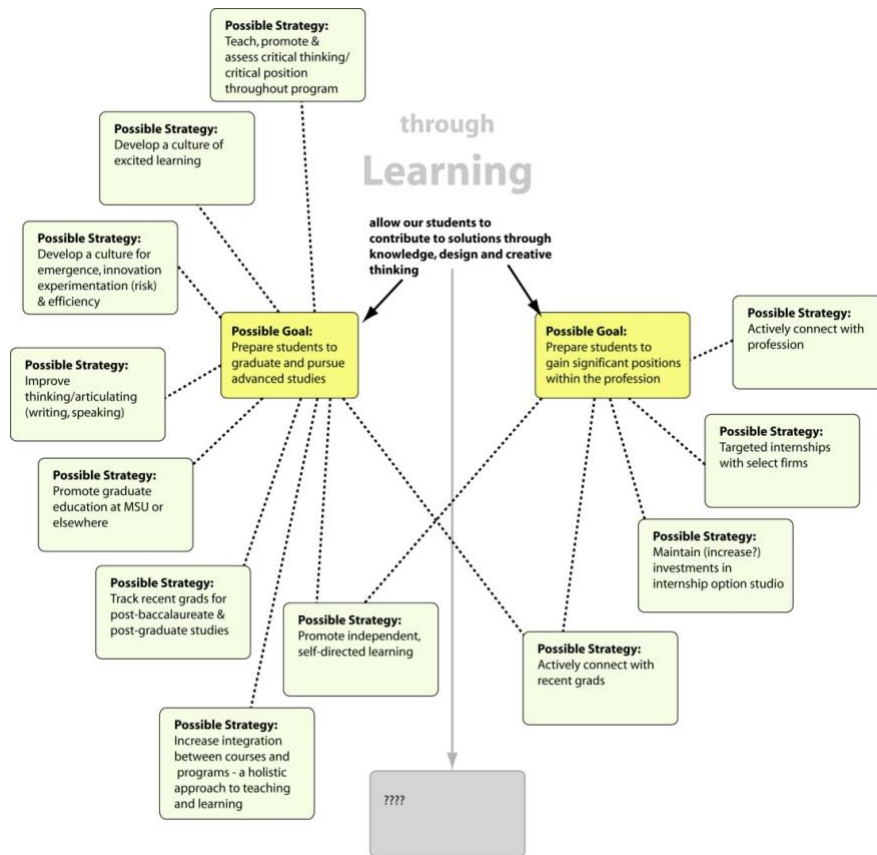 Possible Strategy:
Teach, promote &
assess critical thinking/
critical position
throughout program
through
Learning
Possible Strategy:
Develop a culture of
excited learning
allow our students to
contribute to solutions through
knowledge, design and creative
thinking
Possible Strategy:
Develop a culture for
emergence, innovation
experimentation (risk)
& efficiency
Possible Goal:
Prepare students to
graduate and pursue
advanced studies
Possible Goal:
Prepare students to
gain significant positions
within the profession
Possible Strategy:
Actively connect with
profession
Possible Strategy:
Improve
thinking/articulating
(writing, speaking)
Possible Strategy:
Targeted internships
with select firms
Possible Strategy:
Promote graduate
education at MSU or
elsewhere
Possible Strategy:
Maintain (increase?)
investments in
internship option studio
Possible Strategy:
Track recent grads for
post-baccalaureate &
post-graduate studies
Possible Strategy:
Promote independent,
self-directed learning
Possible Strategy:
Actively connect with
recent grads
Possible Strategy:
Increase integration
between courses and
programs - a holistic
approach to teaching
and learning
????